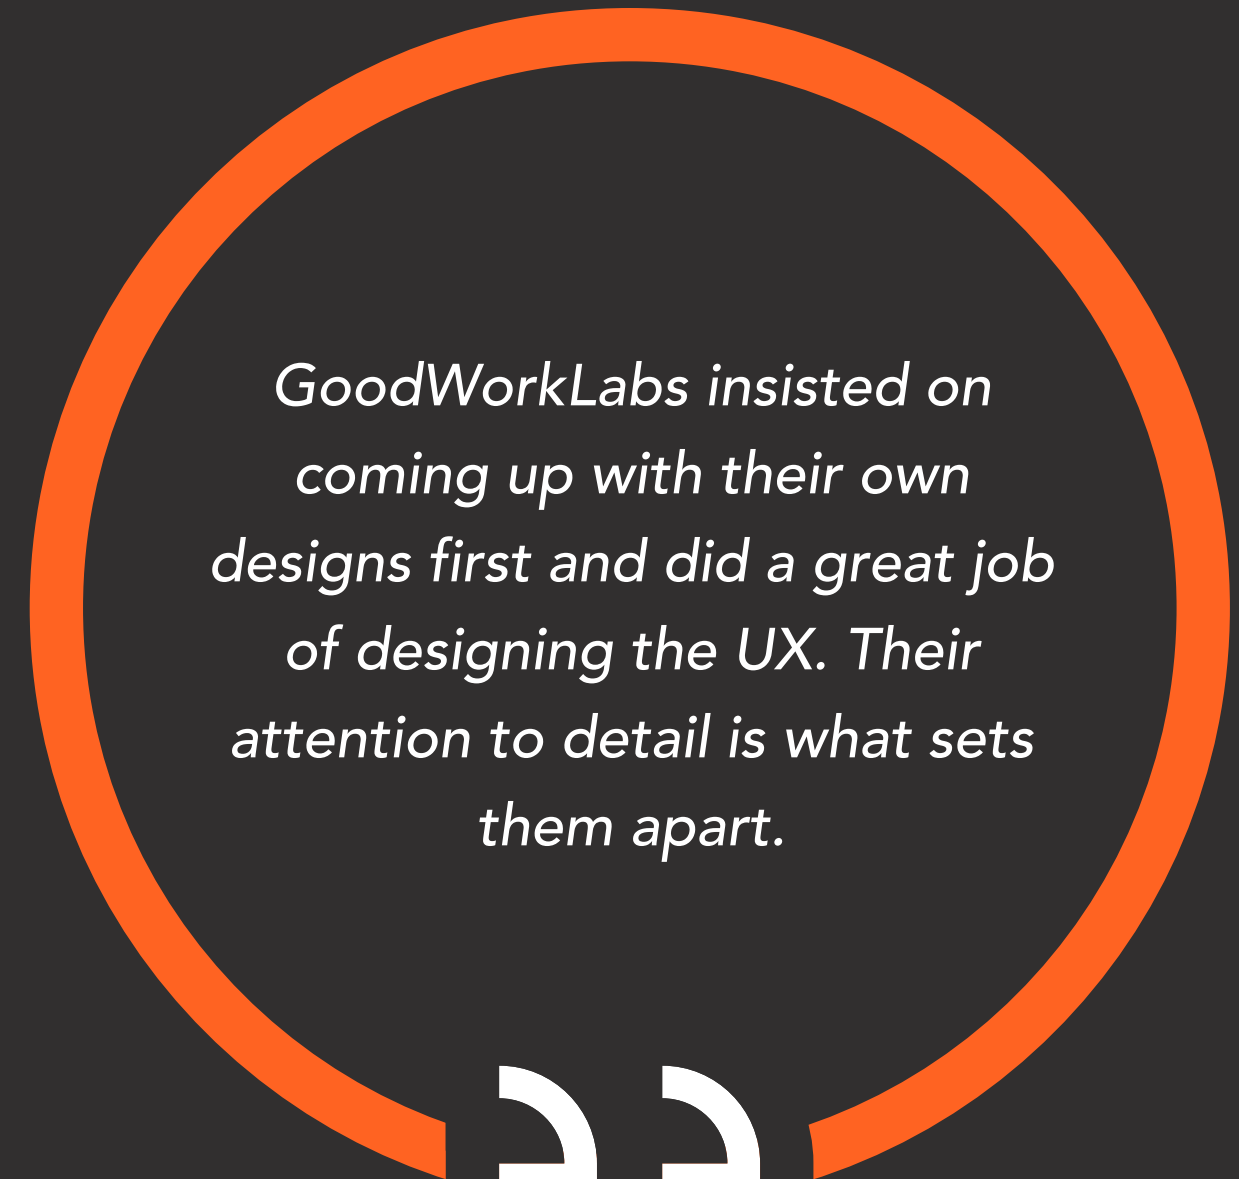 GoodWorkLabs insisted on
coming up with their own
designs first and did a great job
of designing the UX. Their
attention to detail is what sets
them apart.